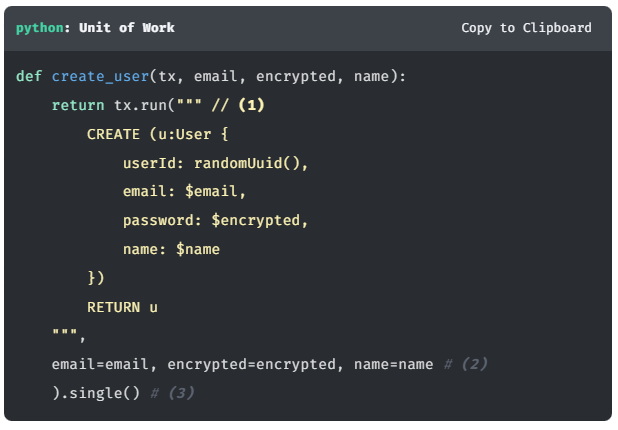 python: Unit of Work Copy to Clipboard
def create_user(tx, email, encrypted, name):
    return tx.run(""" // (1)
        CREATE (u:User {
            userId: randomUuid(),
            email: $email,
            password: $encrypted,
            name: $name
        })
        RETURN u
    """,
    email=email, encrypted=encrypted, name=name # (2)
    ).single() # (3)